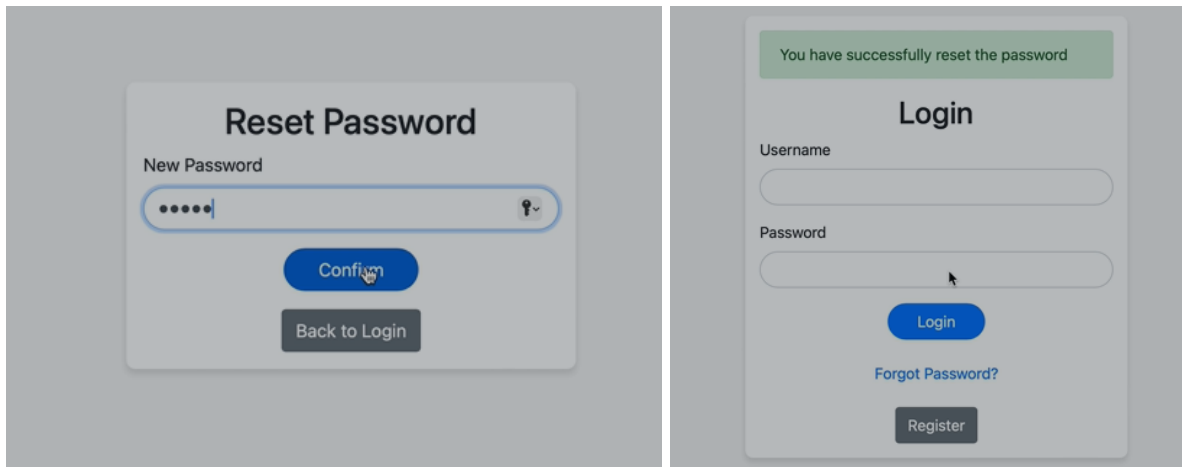 Reset Password
New Password
•••••
Confirm
Back to Login
You have successfully reset the password
Login
Username
Password
Login
Forgot Password?
Register